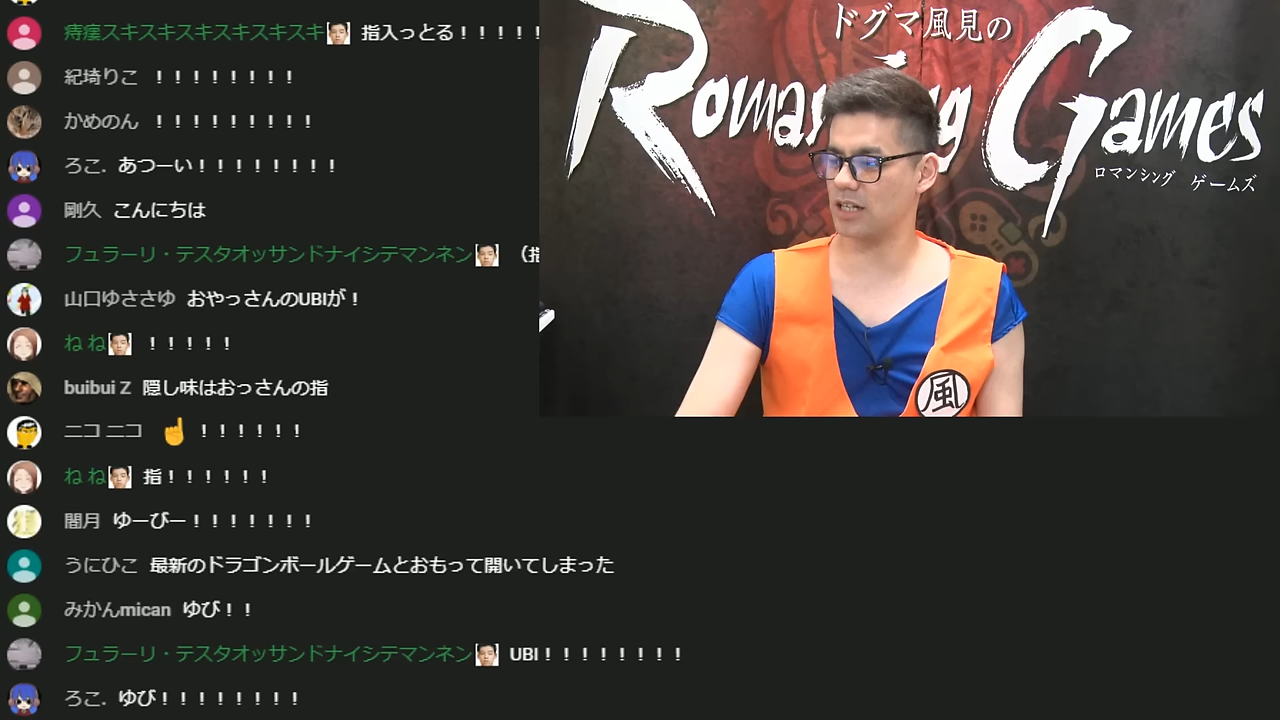 痔瘻スキスキスキスキスキスキ 指入っとる！！！！！
紀埼りこ ！！！！！！！！
かめのん ！！！！！！！！！
ろこ. あつーい！！！！！！！！
剛久 こんにちは
フュラーリ・テスタオッサンドナイシテマンネン （指
山口ゆささゆ おやっさんのUBIが！
ね ね ！！！！！
buibui Z 隠し味はおっさんの指
ニコ ニコ ☝！！！！！！
ね ね 指！！！！！！
闇月 ゆーびー！！！！！！！
うにひこ 最新のドラゴンボールゲームとおもって開いてしまった
みかんmican ゆび！！
フュラーリ・テスタオッサンドナイシテマンネン UBI！！！！！！！！
ろこ. ゆび！！！！！！！！
ドグマ風見の
Romancing Games
ロマンシング ゲームズ
風